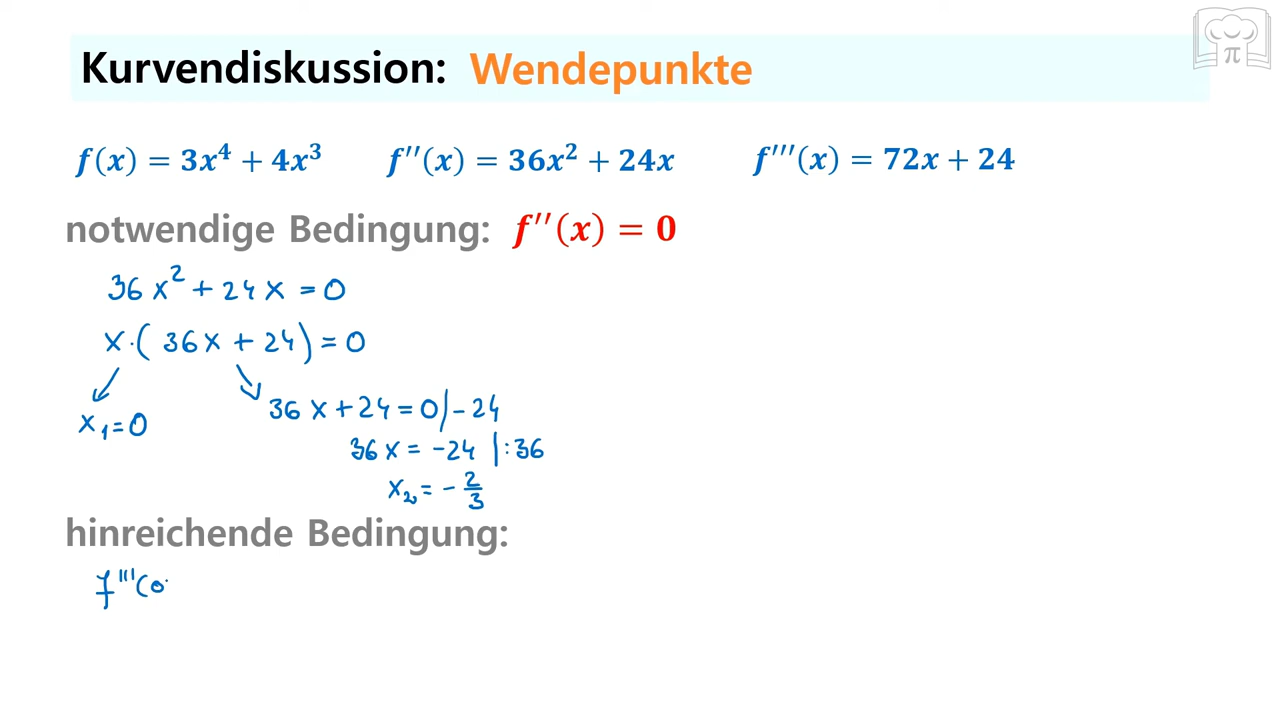 Kurvendiskussion: Wendepunkte
f(x) = 3x⁴ + 4x³ f′′(x) = 36x² + 24x f′′′(x) = 72x + 24
notwendige Bedingung: f′′(x) = 0
36x² + 24x = 0
x·(36x + 24) = 0
36x + 24 = 0 | - 24
x₁ = 0
36x = -24 | : 36
x₂ = - 2/3
hinreichende Bedingung:
f'''(0